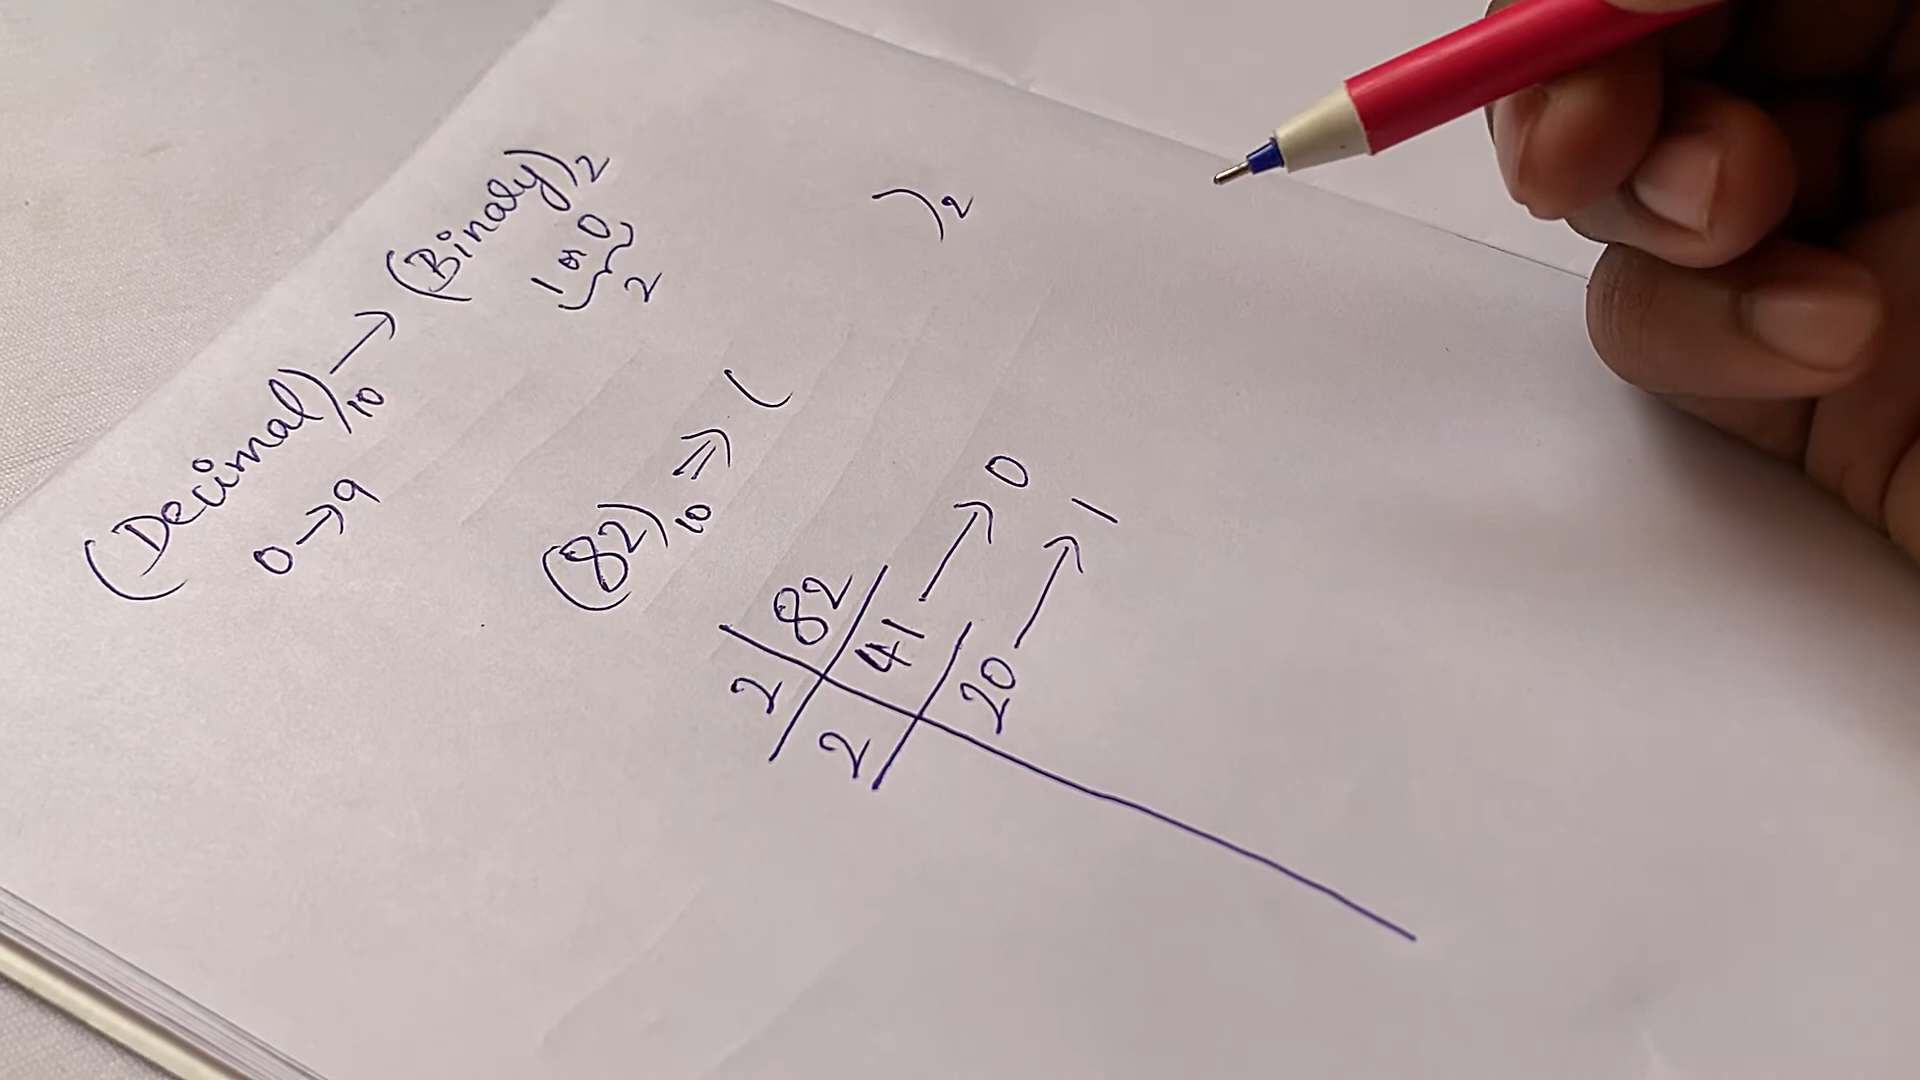 (Decimal)₁₀ → (Binary)₂
0 → 9 1 or 0
2
(82)₁₀ ⇒ ( )₂
2 | 82
2 | 41 → 0
20 → 1